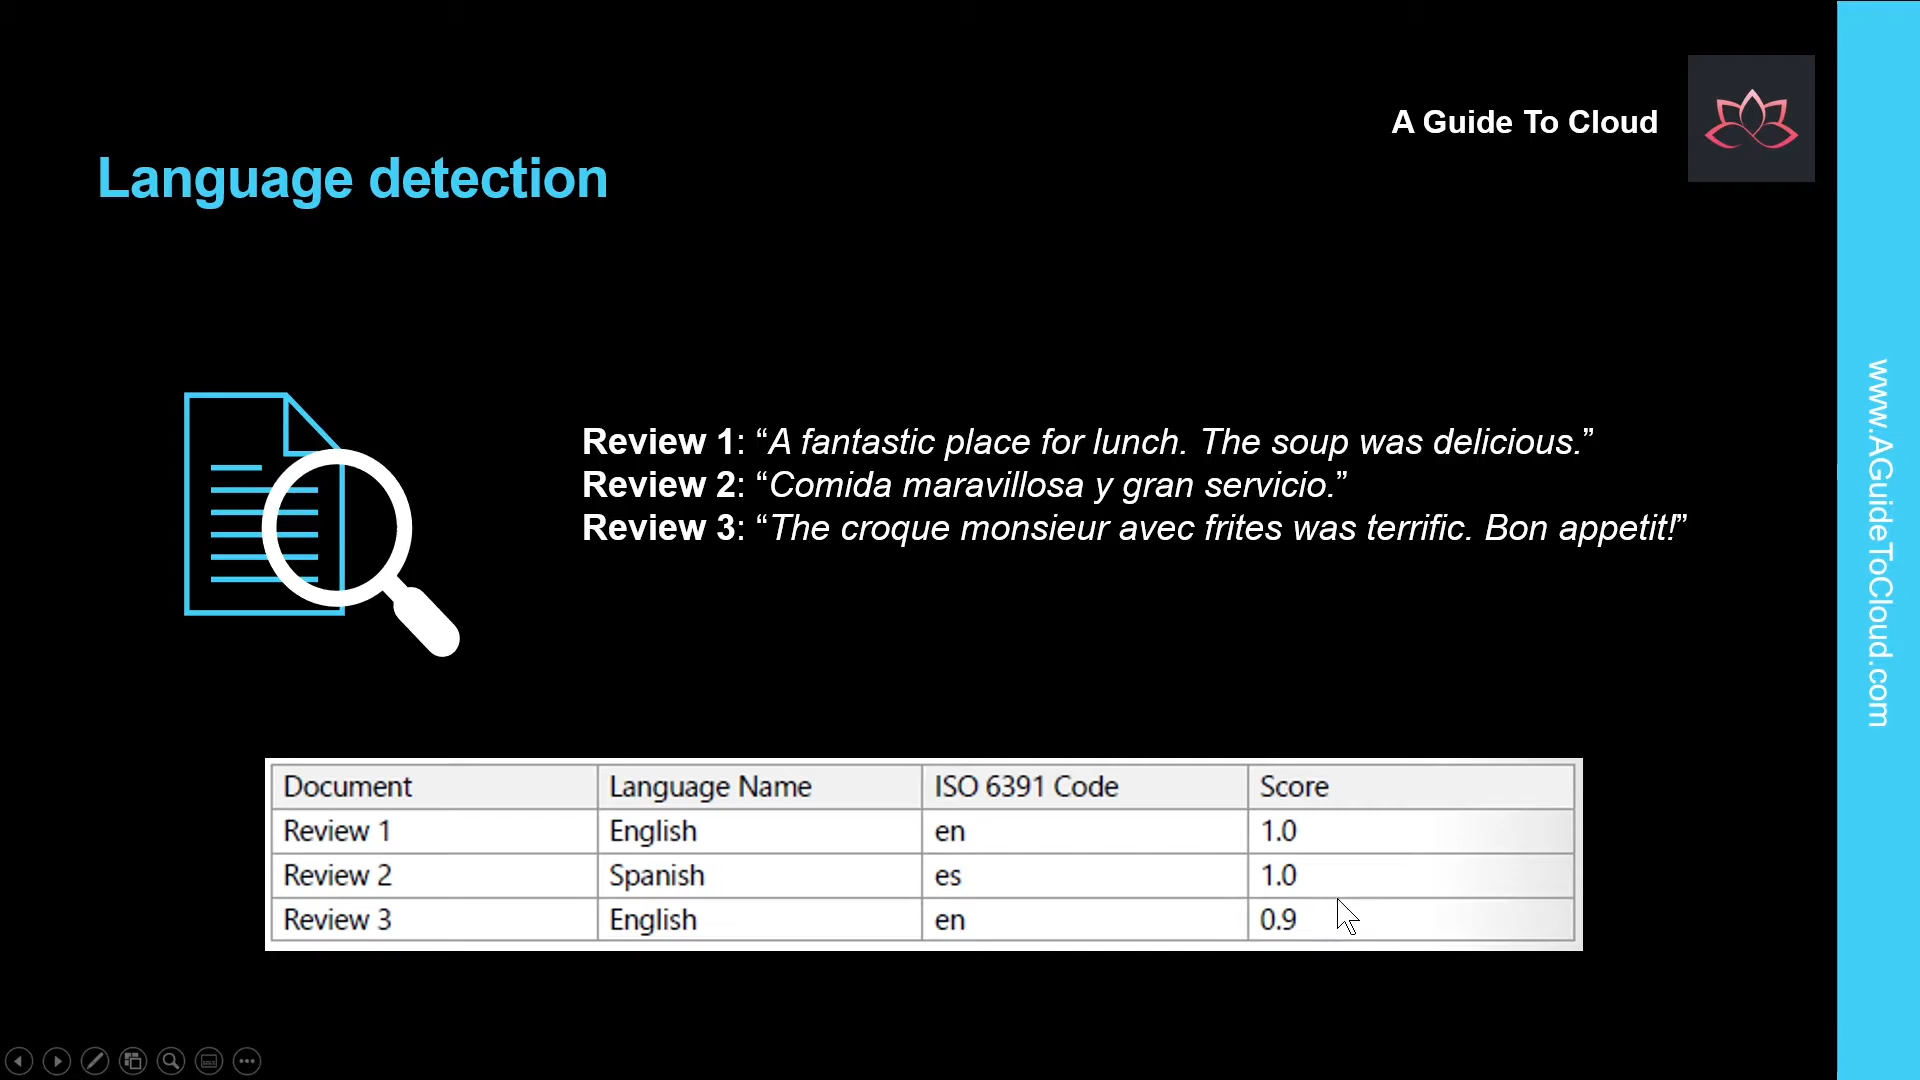 A Guide To Cloud
Language detection
Review 1: “A fantastic place for lunch. The soup was delicious.”
Review 2: “Comida maravillosa y gran servicio.”
Review 3: “The croque monsieur avec frites was terrific. Bon appetit!”
Document Language Name ISO 6391 Code Score
Review 1 English en 1.0
Review 2 Spanish es 1.0
Review 3 English en 0.9
www.AGuideToCloud.com